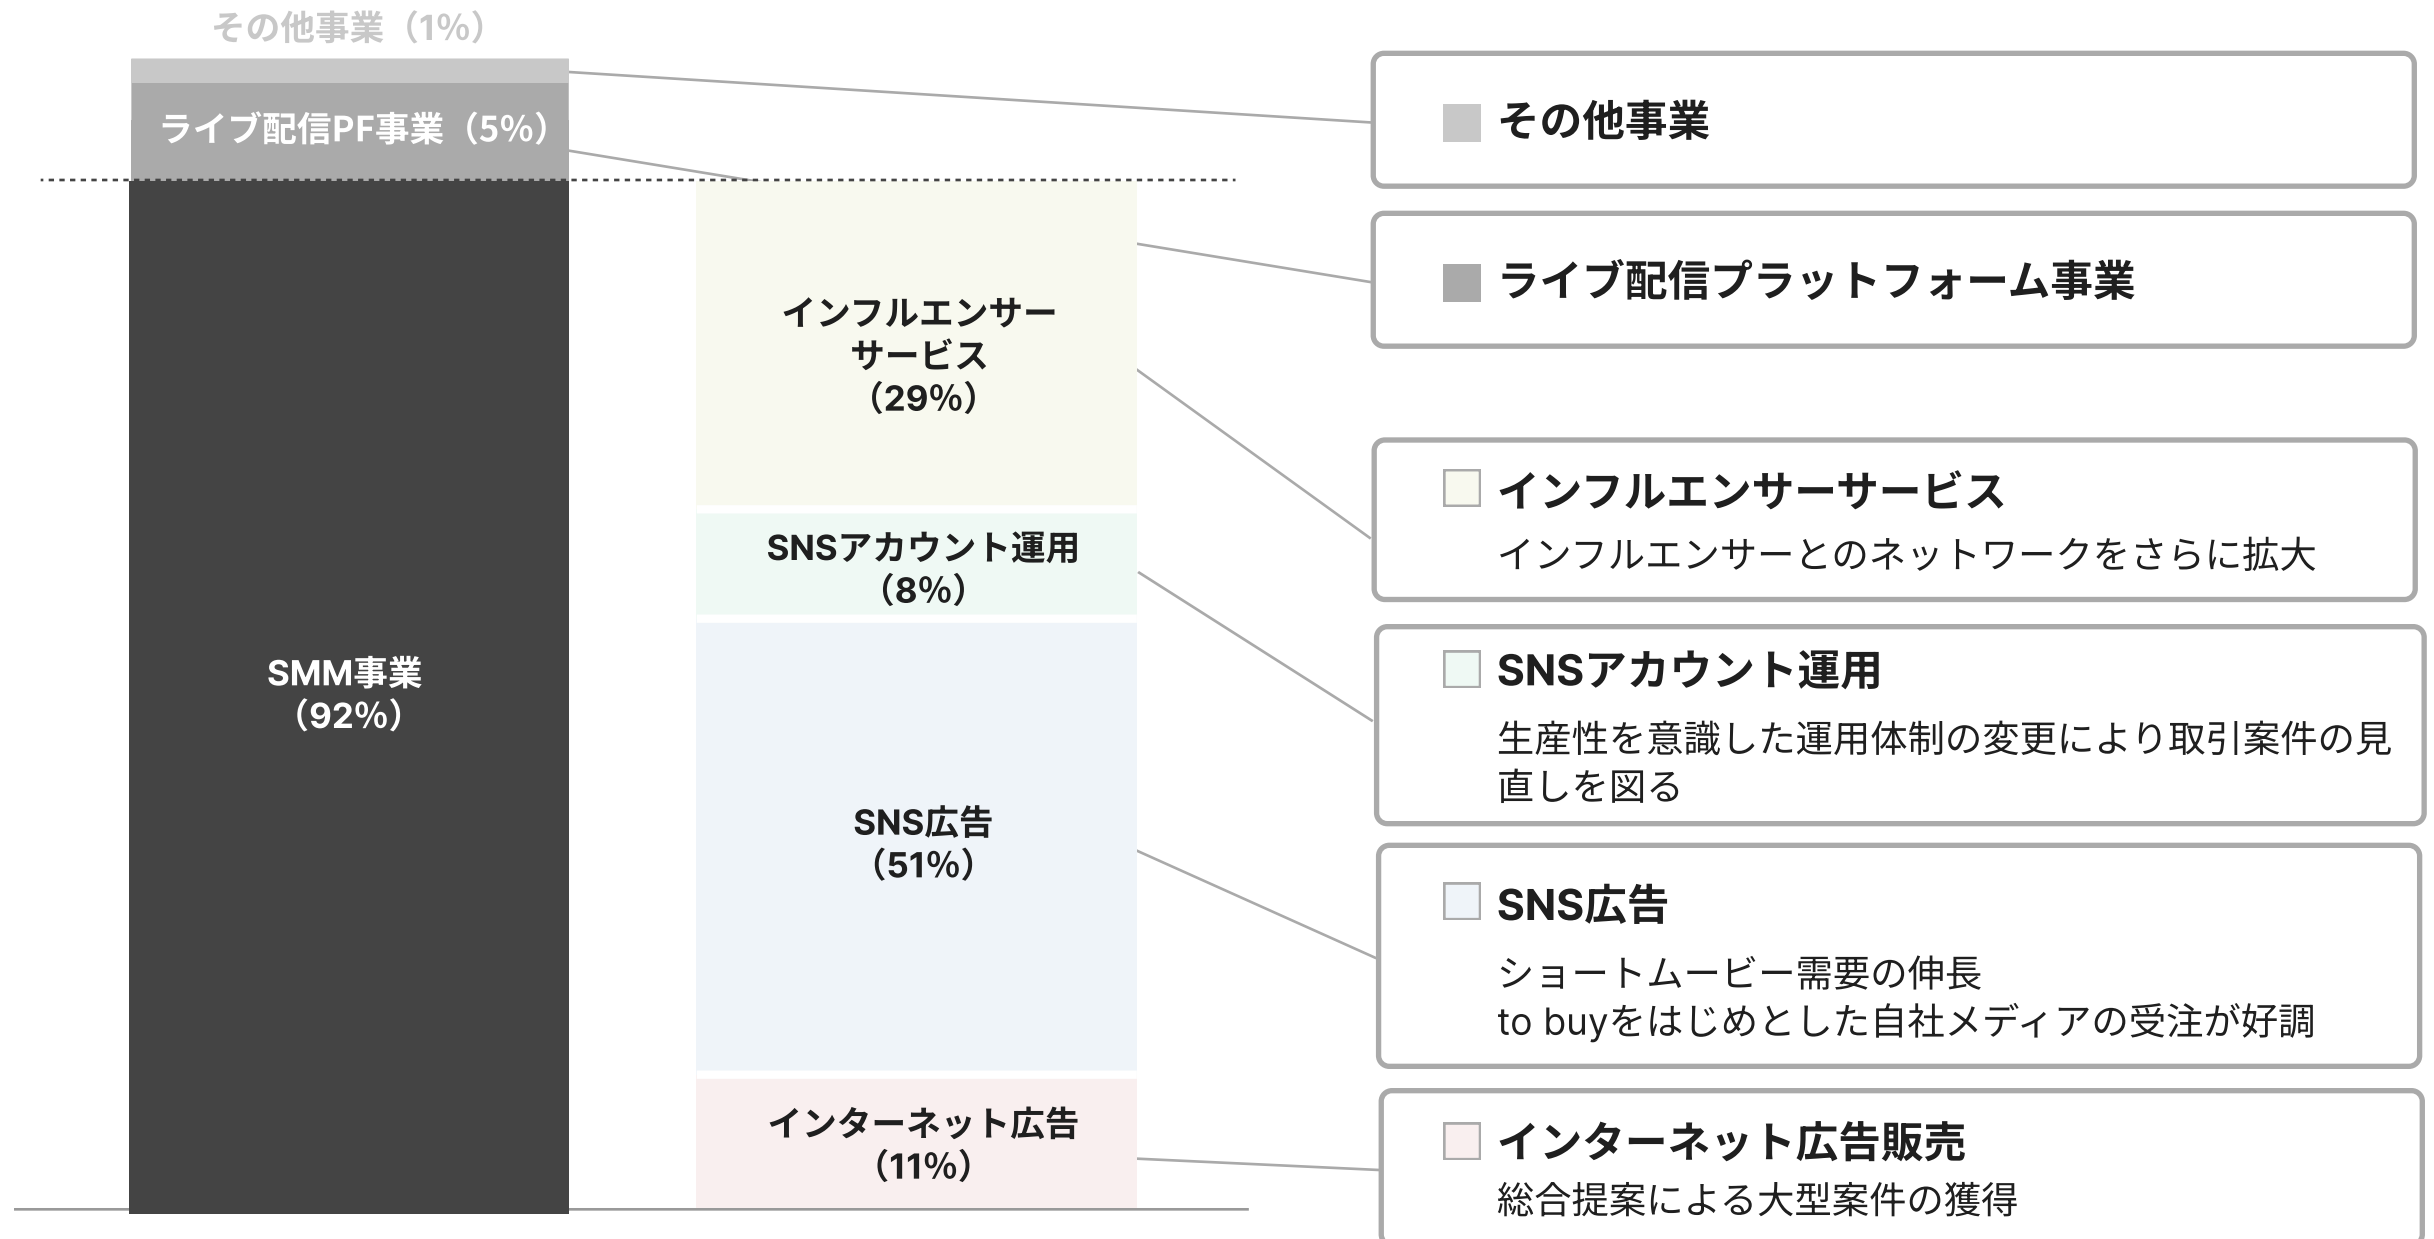 その他事業（1%）
ライブ配信PF事業（5%）
SMM事業
（92%）
インフルエンサー
サービス
（29%）
SNSアカウント運用
（8%）
SNS広告
（51%）
インターネット広告
（11%）
その他事業
ライブ配信プラットフォーム事業
インフルエンサーサービス
インフルエンサーとのネットワークをさらに拡大
SNSアカウント運用
生産性を意識した運用体制の変更により取引案件の見
直しを図る
SNS広告
ショートムービー需要の伸長
to buyをはじめとした自社メディアの受注が好調
インターネット広告販売
総合提案による大型案件の獲得